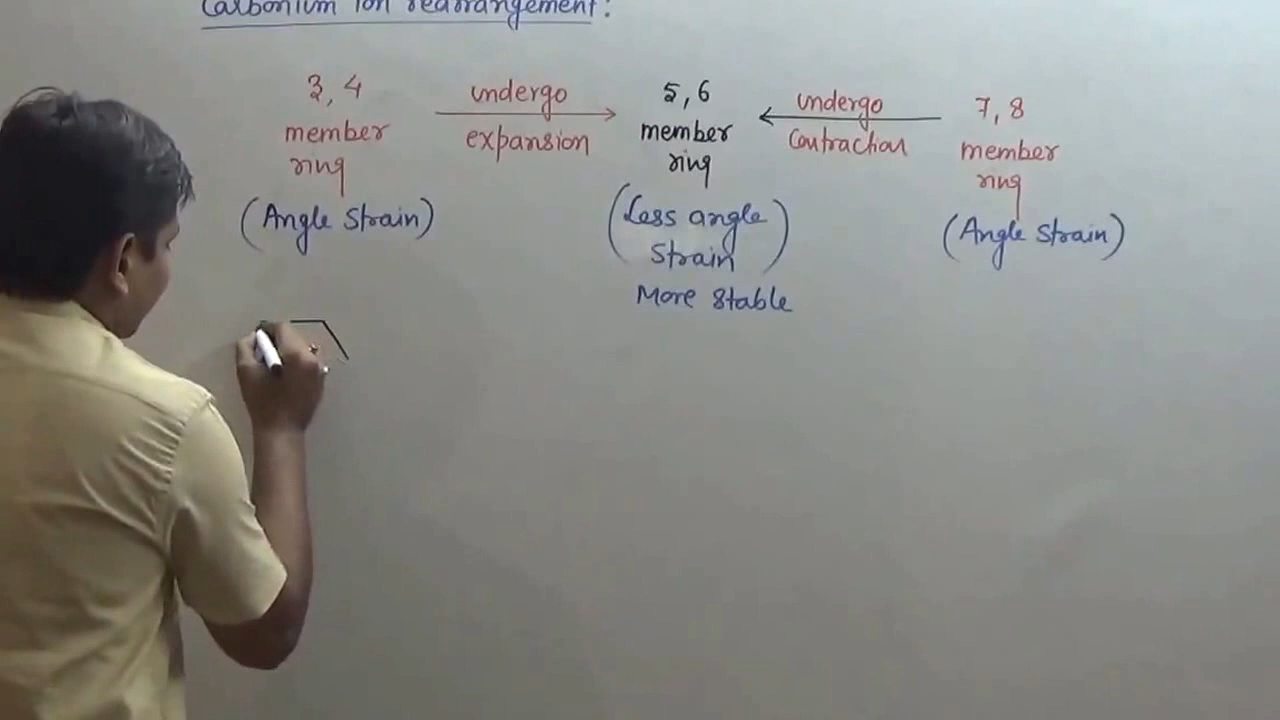 Carbonium ion rearrangement:
3, 4
member
ring
(Angle strain)
undergo
expansion
5, 6
member
ring
(Less angle
strain)
More stable
undergo
Contraction
7, 8
member
ring
(Angle strain)